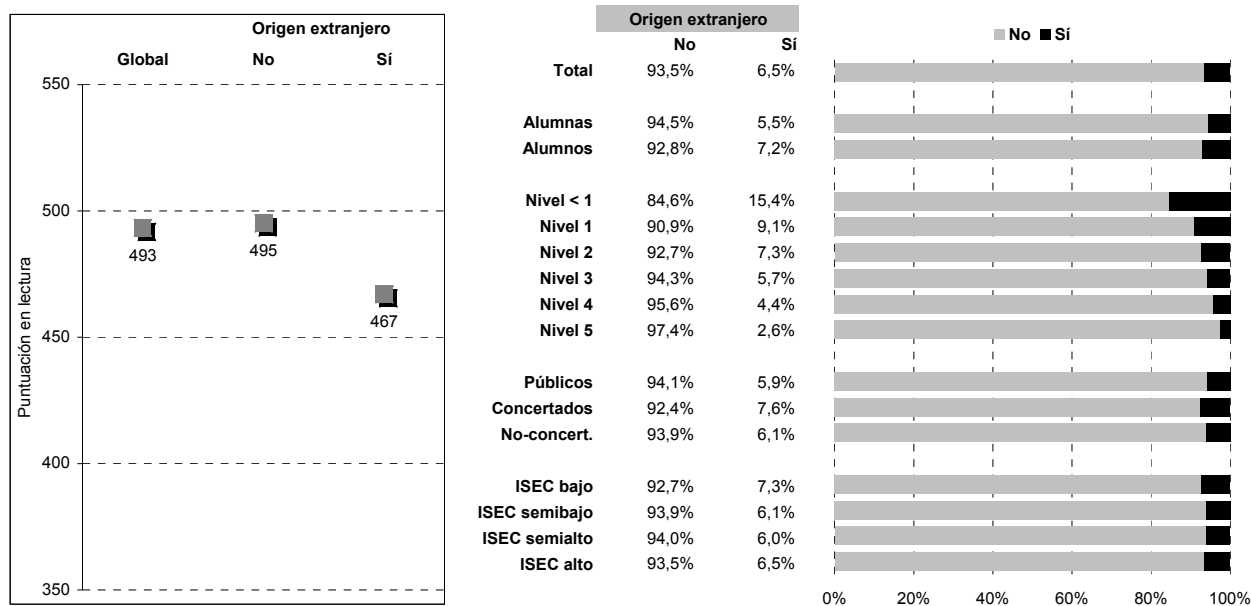 Origen extranjero
Global No Sí
550
500
450
400
350
Puntuación en lectura
493
495
467
Origen extranjero
No Sí
Total 93,5% 6,5%
Alumnas 94,5% 5,5%
Alumnos 92,8% 7,2%
Nivel < 1 84,6% 15,4%
Nivel 1 90,9% 9,1%
Nivel 2 92,7% 7,3%
Nivel 3 94,3% 5,7%
Nivel 4 95,6% 4,4%
Nivel 5 97,4% 2,6%
Públicos 94,1% 5,9%
Concertados 92,4% 7,6%
No-concert. 93,9% 6,1%
ISEC bajo 92,7% 7,3%
ISEC semibajo 93,9% 6,1%
ISEC semialto 94,0% 6,0%
ISEC alto 93,5% 6,5%
No Sí
0% 20% 40% 60% 80% 100%